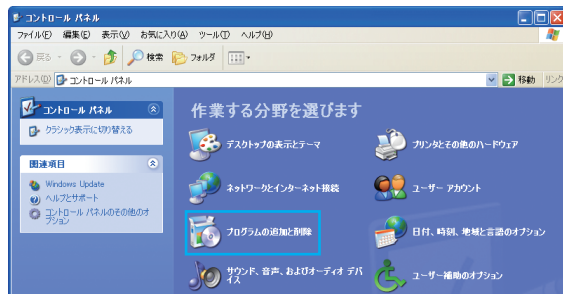 コントロール パネル
ファイル(F) 編集(E) 表示(V) お気に入り(A) ツール(T) ヘルプ(H)
戻る 検索 フォルダ
アドレス(D) コントロール パネル 移動 リンク
コントロール パネル
クラシック表示に切り替える
関連項目
Windows Update
ヘルプとサポート
コントロール パネルのその他のオ
プション
作業する分野を選びます
デスクトップの表示とテーマ
プリンタとその他のハードウェア
ネットワークとインターネット接続
ユーザー アカウント
プログラムの追加と削除
日付、時刻、地域と言語のオプション
サウンド、音声、およびオーディオ デバ
イス
ユーザー補助のオプション